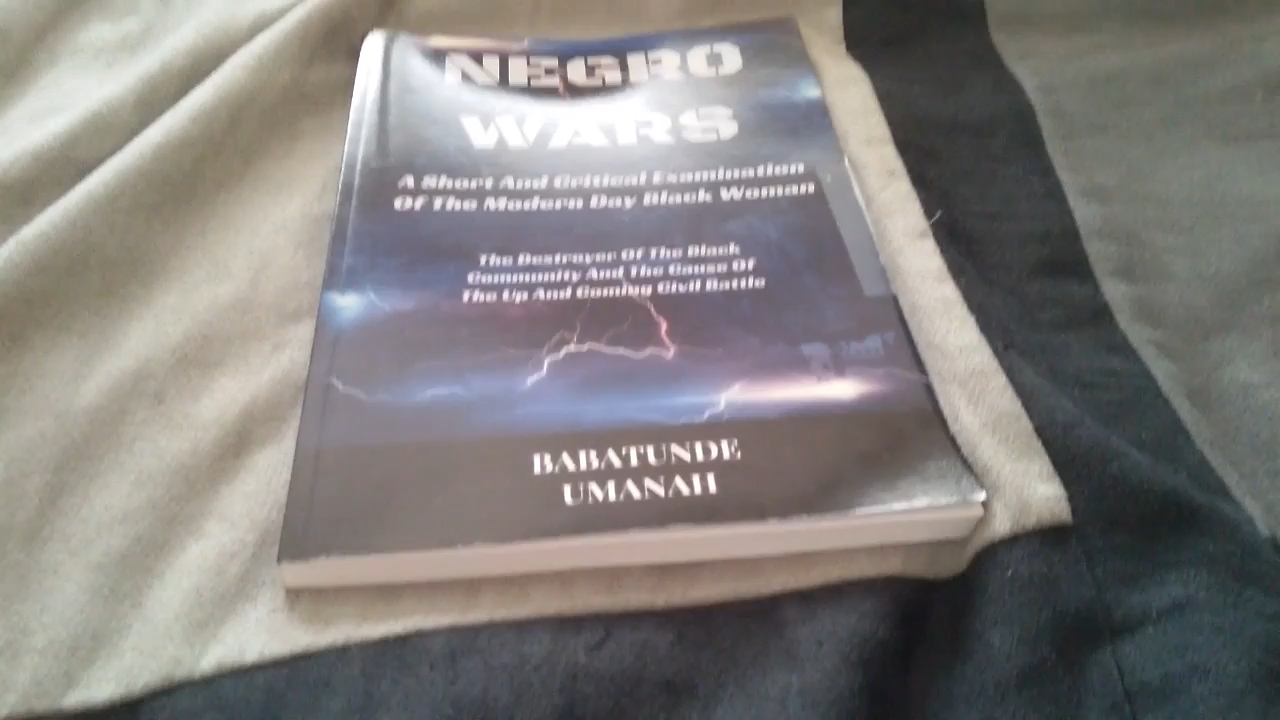 NEGRO
WARS
A Short And Critical Examination
Of The Modern Day Black Woman
The Destroyer Of The Black
Community And The Cause Of
The Up And Coming Civil Battle
BABATUNDE
UMANAH